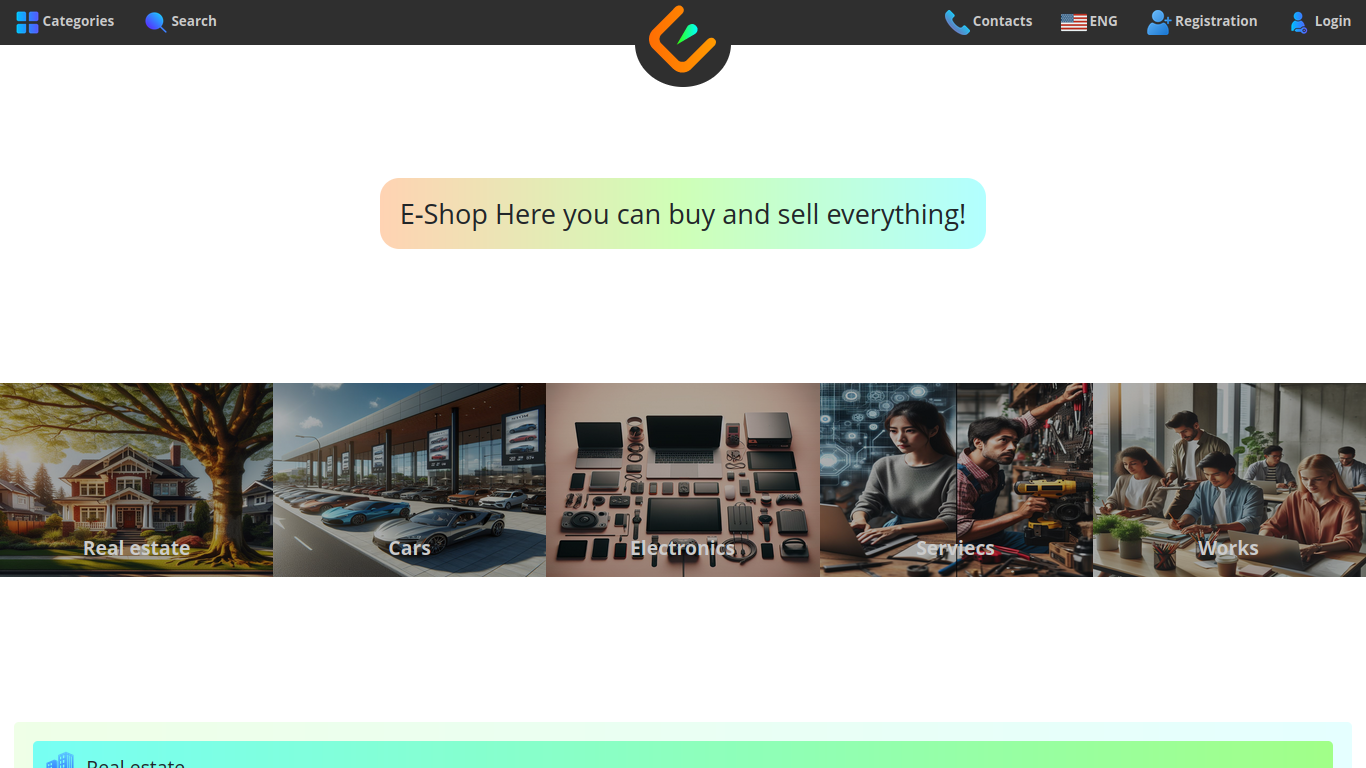 Categories
Search
Contacts
ENG
Registration
Login
E-Shop Here you can buy and sell everything!
Real estate
Cars
Electronics
Serviecs
Works
Real estate